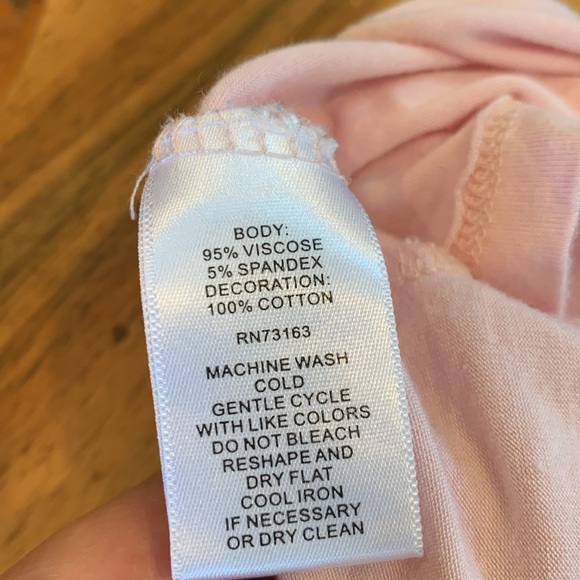 BODY:
95% VISCOSE
5% SPANDEX
DECORATION:
100% COTTON
RN73163
MACHINE WASH
COLD
GENTLE CYCLE
WITH LIKE COLORS
DO NOT BLEACH
RESHAPE AND
DRY FLAT
COOL IRON
IF NECESSARY
OR DRY CLEAN